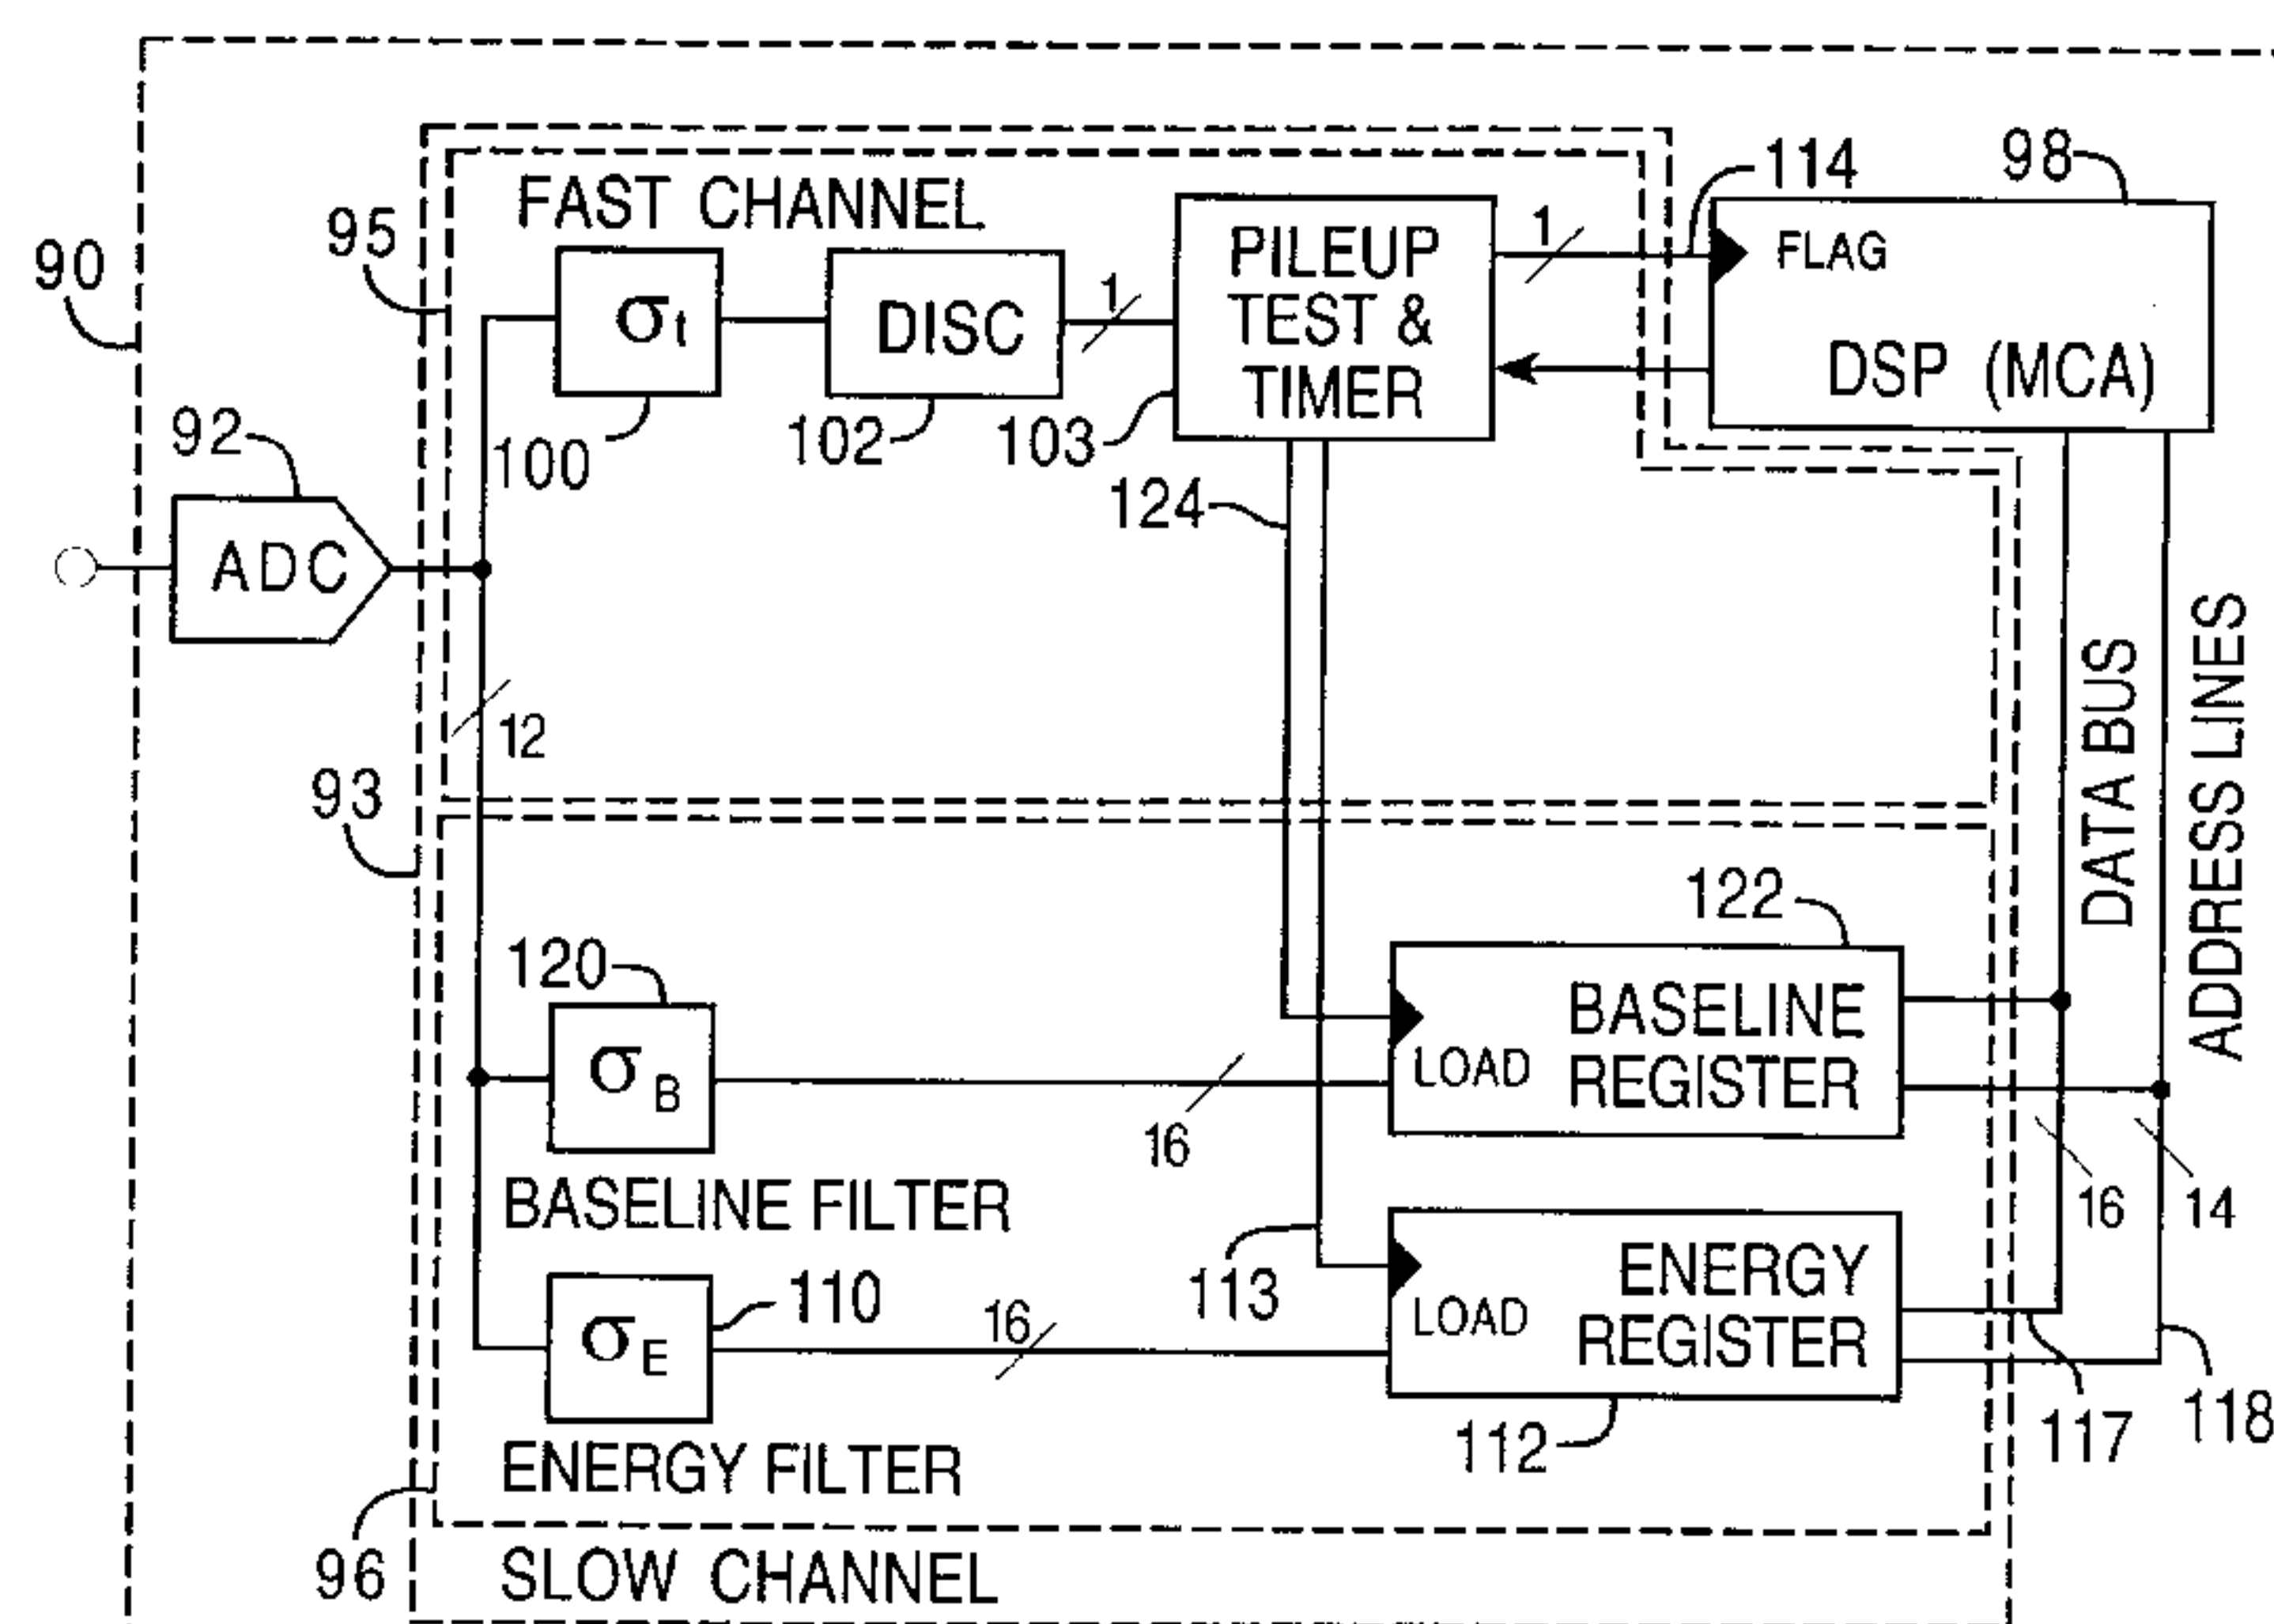 90
95
FAST CHANNEL
σt
100
DISC
102
1
PILEUP
TEST &
TIMER
103
1
114
98
FLAG
DSP (MCA)
92
ADC
124
12
93
DATA BUS
ADDRESS LINES
120
σB
BASELINE FILTER
16
122
LOAD
BASELINE
REGISTER
16
14
110
σE
ENERGY FILTER
16
113
LOAD
ENERGY
REGISTER
112
117
118
96
SLOW CHANNEL